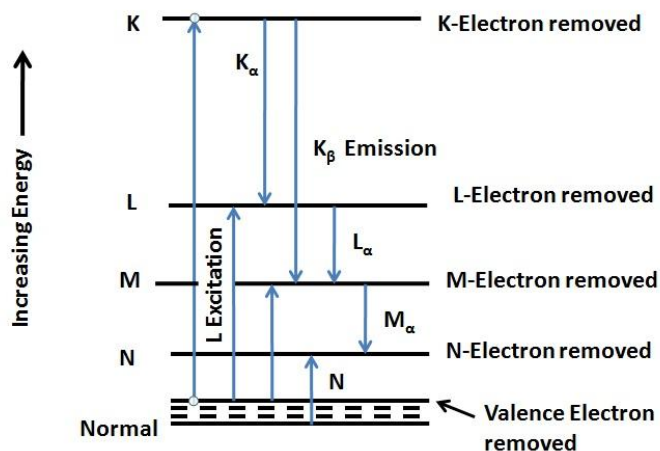 K
K-Electron removed
Kα
Increasing Energy
Kβ Emission
L
L-Electron removed
Lα
L Excitation
M
M-Electron removed
Mα
N
N-Electron removed
N
Normal
Valence Electron
removed